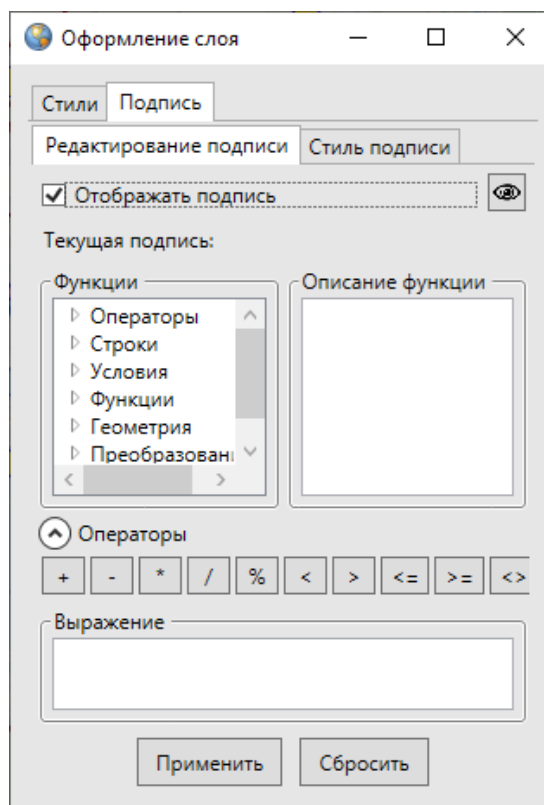 Оформление слоя
Стили Подпись
Редактирование подписи Стиль подписи
Отображать подпись
Текущая подпись:
Функции Описание функции
Операторы
Строки
Условия
Функции
Геометрия
Преобразован
Операторы
+ - * / % < > <= >= <>
Выражение
Применить Сбросить